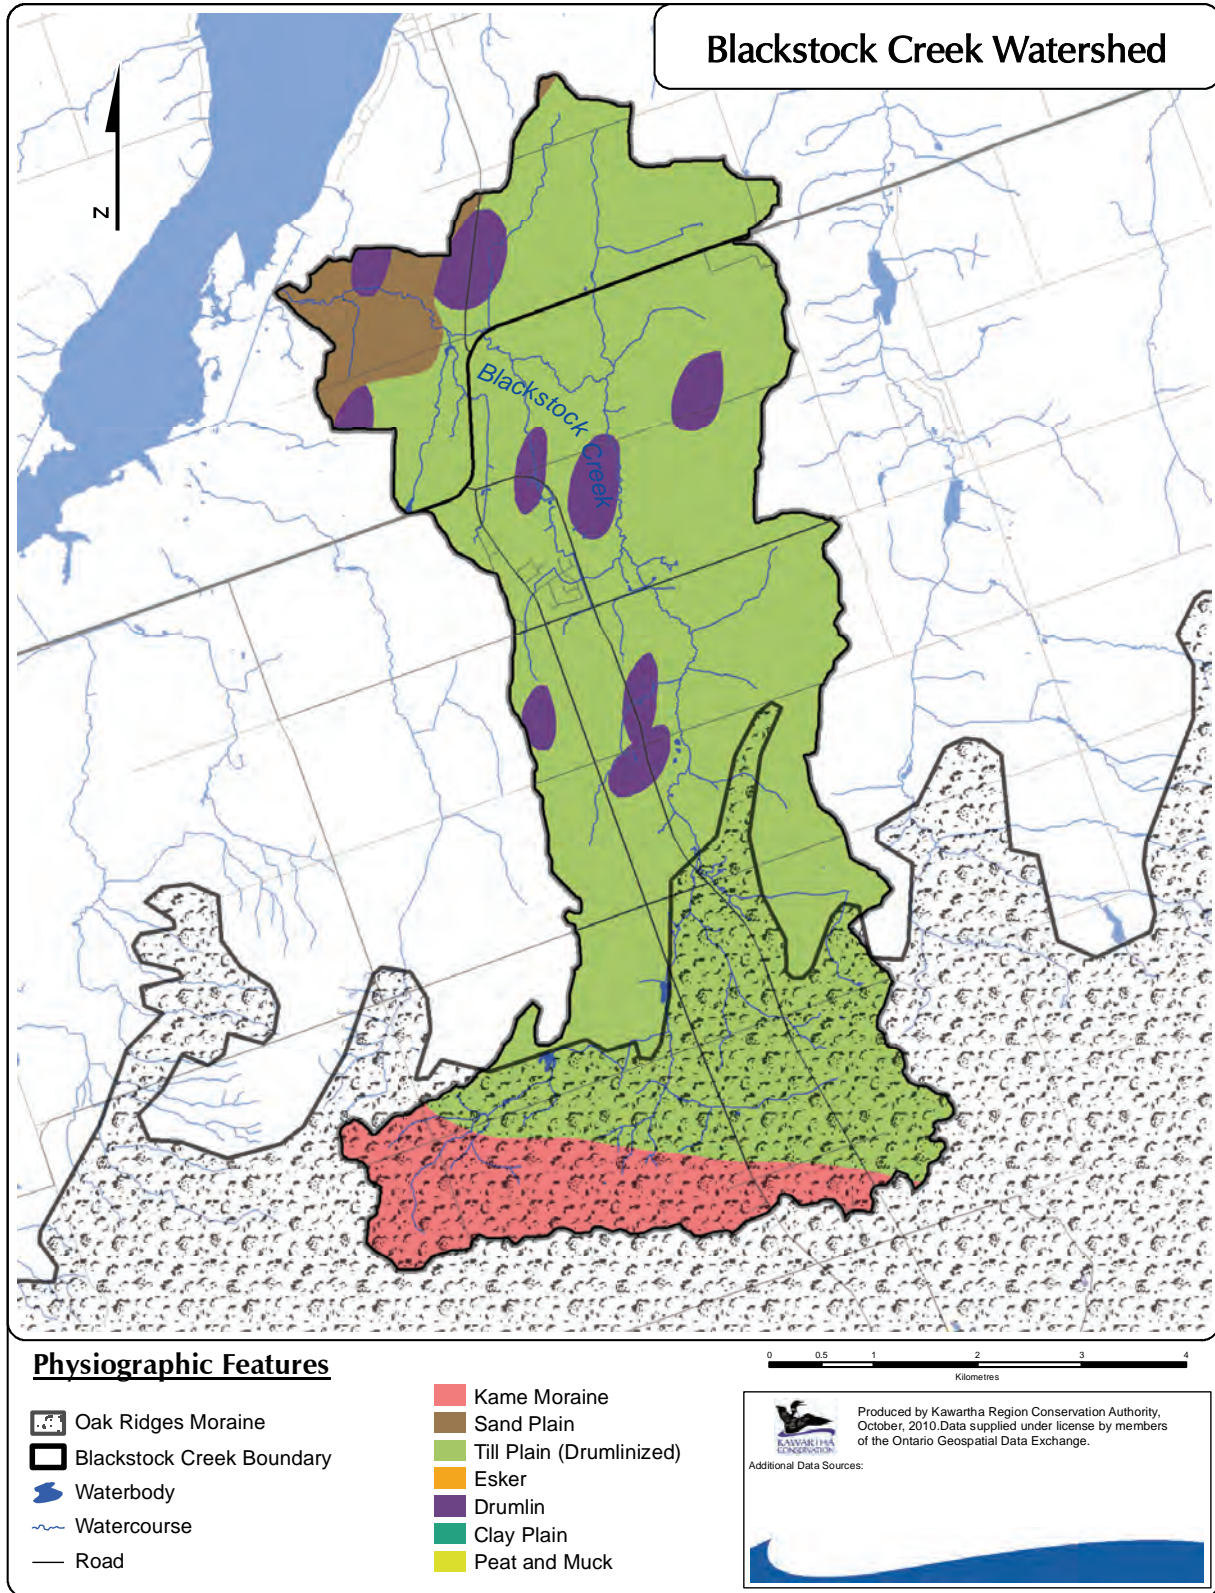 Blackstock Creek Watershed
N
Blackstock Creek
Physiographic Features
Oak Ridges Moraine
Blackstock Creek Boundary
Waterbody
Watercourse
Road
Kame Moraine
Sand Plain
Till Plain (Drumlinized)
Esker
Drumlin
Clay Plain
Peat and Muck
0 0.5 1 2 3 4
Kilometres
KAWARTHA
CONSERVATION
Produced by Kawartha Region Conservation Authority,
October, 2010.Data supplied under license by members
of the Ontario Geospatial Data Exchange.
Additional Data Sources: